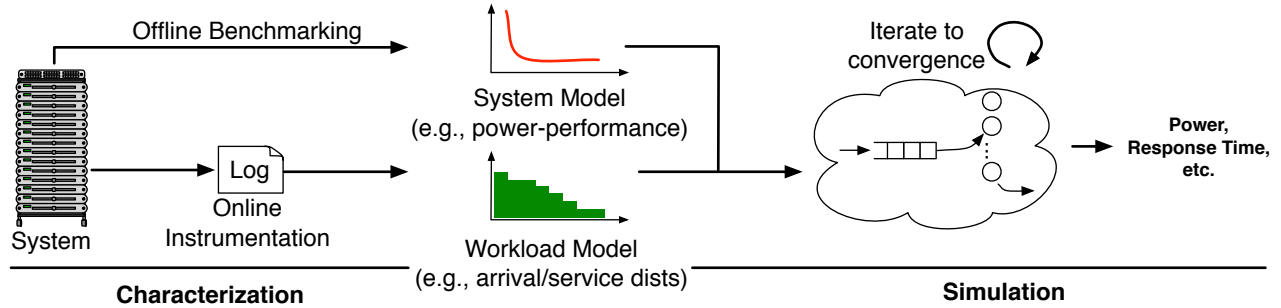 Offline Benchmarking
System
Log
Online
Instrumentation
System Model
(e.g., power-performance)
Workload Model
(e.g., arrival/service dists)
Iterate to
convergence
Power,
Response Time,
etc.
Characterization
Simulation